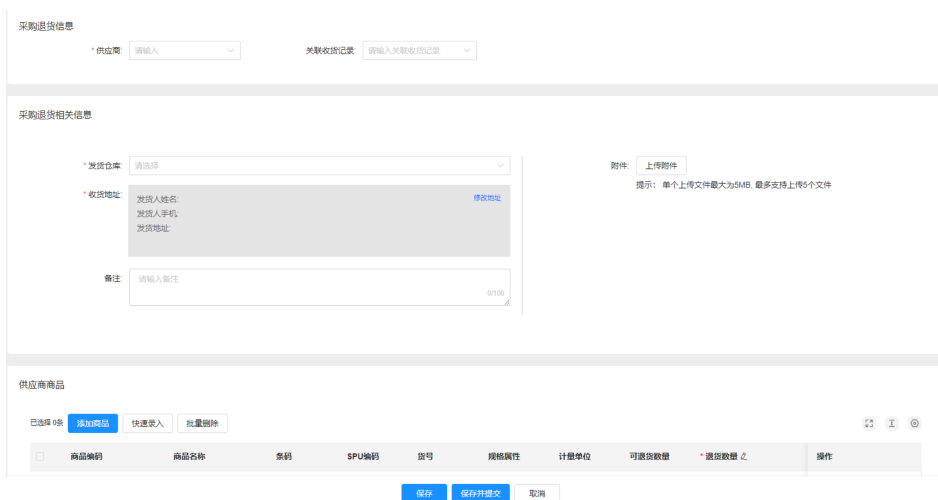 采购退货信息
* 供应商: 请输入 关联收货记录: 请输入关联收货记录
采购退货相关信息
* 发货仓库: 请选择 附件: 上传附件
提示： 单个上传文件最大为5MB, 最多支持上传5个文件
* 收货地址: 发货人姓名: 修改地址
发货人手机:
发货地址:
备注: 请输入备注
0/100
供应商商品
已选择 0条 添加商品 快速录入 批量删除
商品编码 商品名称 条码 SPU编码 货号 规格属性 计量单位 可退货数量 * 退货数量 操作
保存 保存并提交 取消